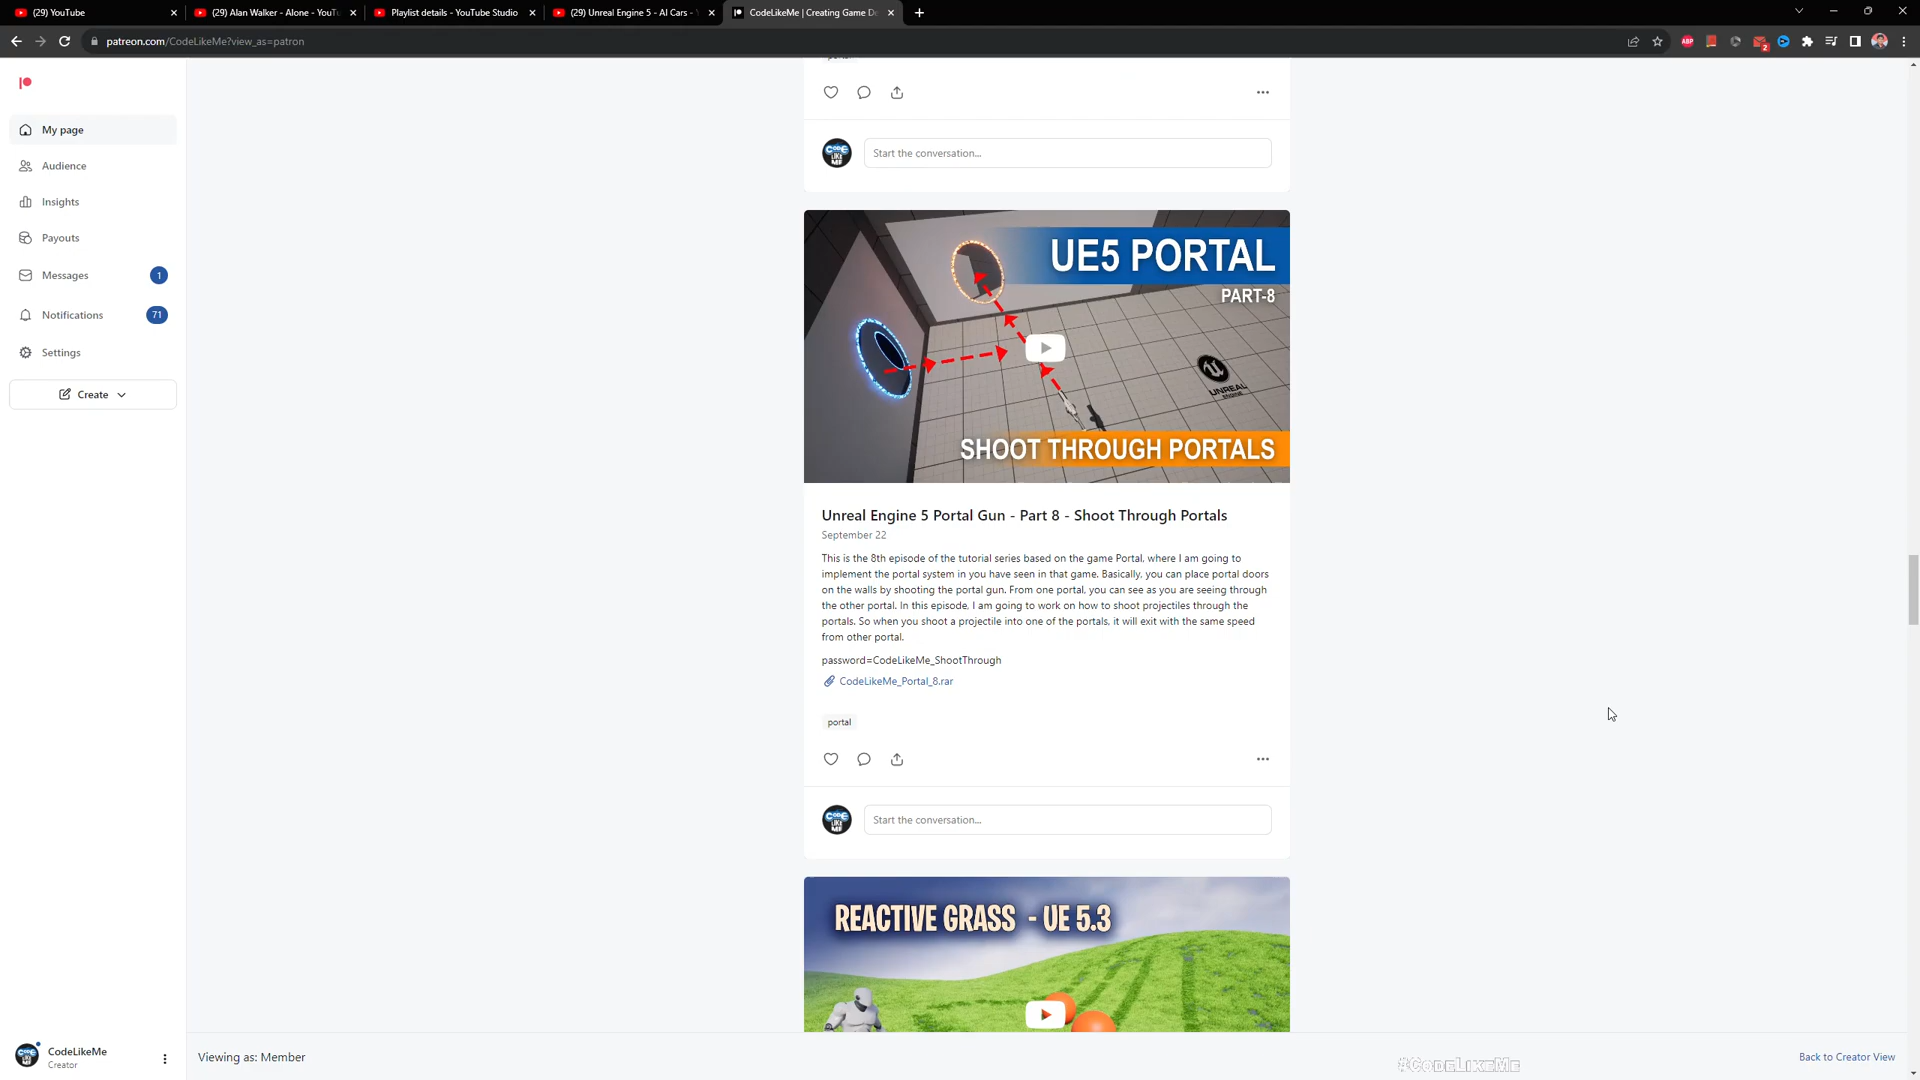 (29) YouTube
(29) Alan Walker - Alone - YouTu
Playlist details - YouTube Studio
(29) Unreal Engine 5 - AI Cars -
CodeLikeMe | Creating Game De
patreon.com/CodeLikeMe?view_as=patron
ABP
2
My page
Audience
Insights
Payouts
Messages
1
Notifications
71
Settings
Create
Start the conversation...
UE5 PORTAL
PART-8
UNREAL
ENGINE
SHOOT THROUGH PORTALS
Unreal Engine 5 Portal Gun - Part 8 - Shoot Through Portals
September 22
This is the 8th episode of the tutorial series based on the game Portal, where I am going to
implement the portal system in you have seen in that game. Basically, you can place portal doors
on the walls by shooting the portal gun. From one portal, you can see as you are seeing through
the other portal. In this episode, I am going to work on how to shoot projectiles through the
portals. So when you shoot a projectile into one of the portals, it will exit with the same speed
from other portal.
password=CodeLikeMe_ShootThrough
CodeLikeMe_Portal_8.rar
portal
Start the conversation...
REACTIVE GRASS - UE 5.3
CodeLikeMe
Creator
Viewing as: Member
#CodeLikeMe
Back to Creator View